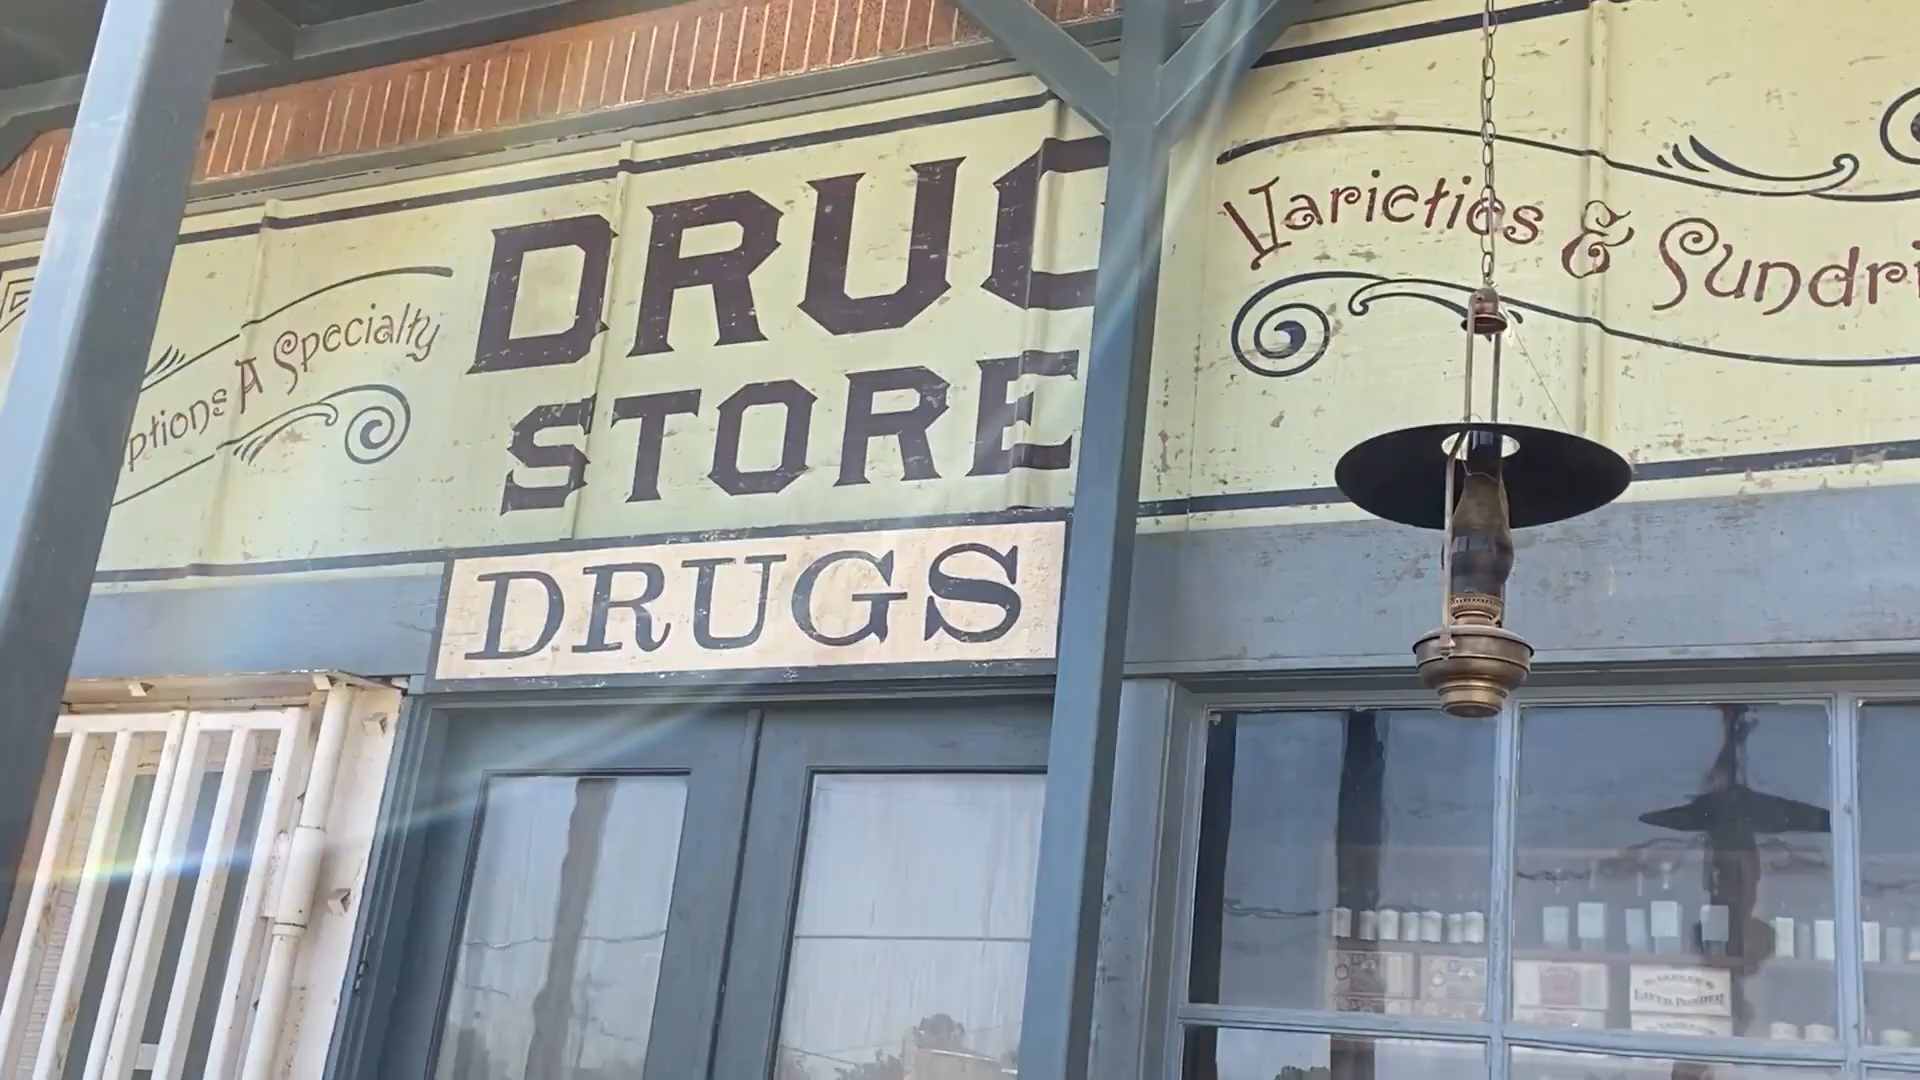 ptions A Specialty
DRUG
STORE
Varieties & Sundri
DRUGS